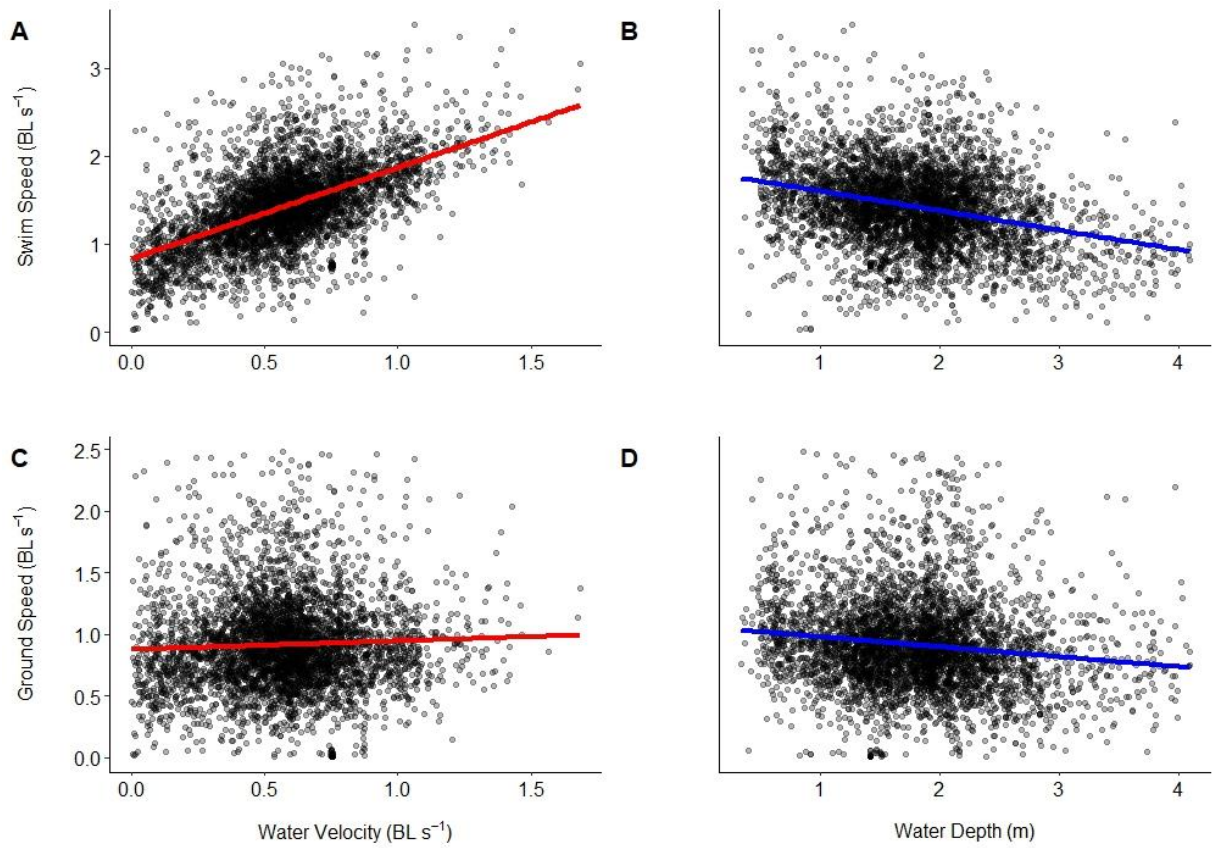 A
B
Swim Speed (BL s⁻¹)
3
2
1
0
0.0 0.5 1.0 1.5
1 2 3 4
C
D
Ground Speed (BL s⁻¹)
2.5
2.0
1.5
1.0
0.5
0.0
0.0 0.5 1.0 1.5
1 2 3 4
Water Velocity (BL s⁻¹)
Water Depth (m)